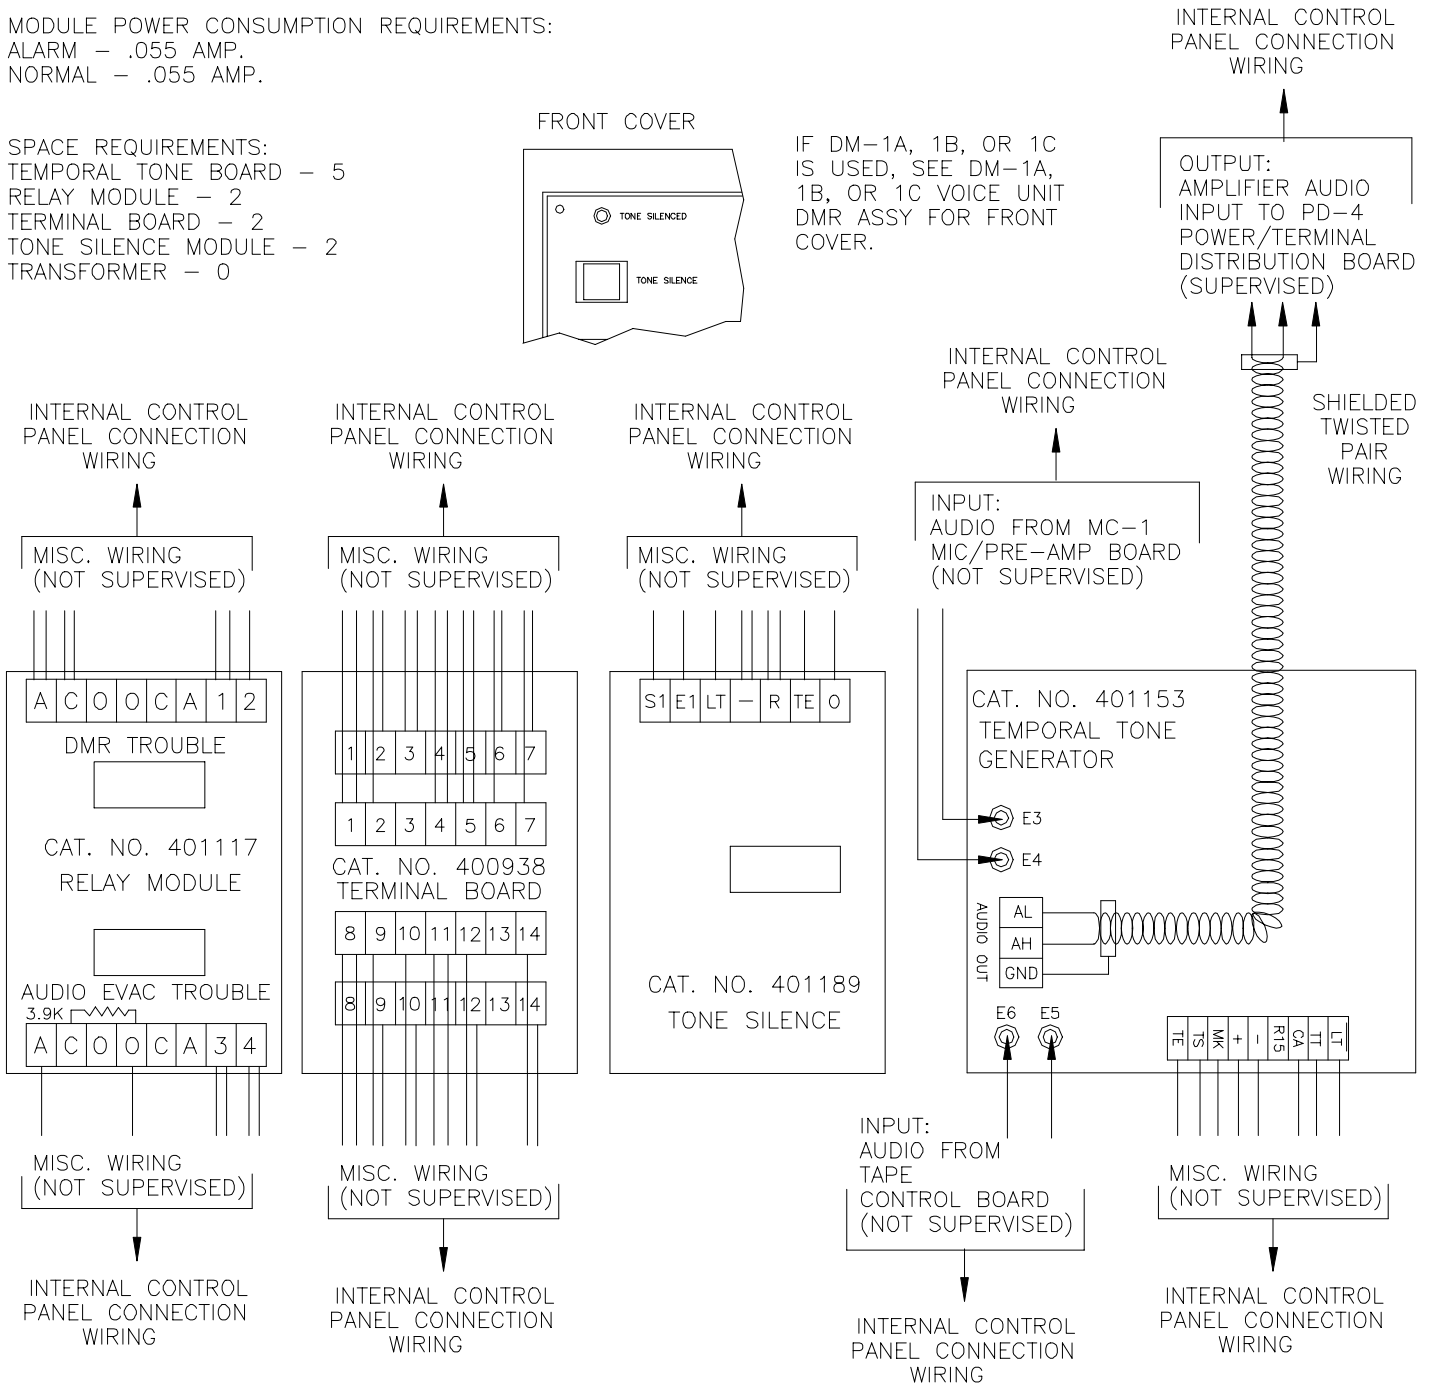 MODULE POWER CONSUMPTION REQUIREMENTS:
ALARM – .055 AMP.
NORMAL – .055 AMP.
SPACE REQUIREMENTS:
TEMPORAL TONE BOARD – 5
RELAY MODULE – 2
TERMINAL BOARD – 2
TONE SILENCE MODULE – 2
TRANSFORMER – 0
FRONT COVER
TONE SILENCED
TONE SILENCE
IF DM–1A, 1B, OR 1C
IS USED, SEE DM–1A,
1B, OR 1C VOICE UNIT
DMR ASSY FOR FRONT
COVER.
INTERNAL CONTROL
PANEL CONNECTION
WIRING
OUTPUT:
AMPLIFIER AUDIO
INPUT TO PD–4
POWER/TERMINAL
DISTRIBUTION BOARD
(SUPERVISED)
SHIELDED
TWISTED
PAIR
WIRING
INTERNAL CONTROL
PANEL CONNECTION
WIRING
INPUT:
AUDIO FROM MC–1
MIC/PRE–AMP BOARD
(NOT SUPERVISED)
INTERNAL CONTROL
PANEL CONNECTION
WIRING
MISC. WIRING
(NOT SUPERVISED)
A C O O C A 1 2
DMR TROUBLE
CAT. NO. 401117
RELAY MODULE
AUDIO EVAC TROUBLE
3.9K
A C O O C A 3 4
MISC. WIRING
(NOT SUPERVISED)
INTERNAL CONTROL
PANEL CONNECTION
WIRING
INTERNAL CONTROL
PANEL CONNECTION
WIRING
MISC. WIRING
(NOT SUPERVISED)
1 2 3 4 5 6 7
1 2 3 4 5 6 7
CAT. NO. 400938
TERMINAL BOARD
8 9 10 11 12 13 14
8 9 10 11 12 13 14
MISC. WIRING
(NOT SUPERVISED)
INTERNAL CONTROL
PANEL CONNECTION
WIRING
INTERNAL CONTROL
PANEL CONNECTION
WIRING
MISC. WIRING
(NOT SUPERVISED)
S1 E1 LT – R TE O
CAT. NO. 401189
TONE SILENCE
CAT. NO. 401153
TEMPORAL TONE
GENERATOR
E3
E4
AUDIO OUT
AL
AH
GND
E6 E5
TE TS MK + – R15 CA TT LT
INPUT:
AUDIO FROM
TAPE
CONTROL BOARD
(NOT SUPERVISED)
INTERNAL CONTROL
PANEL CONNECTION
WIRING
MISC. WIRING
(NOT SUPERVISED)
INTERNAL CONTROL
PANEL CONNECTION
WIRING